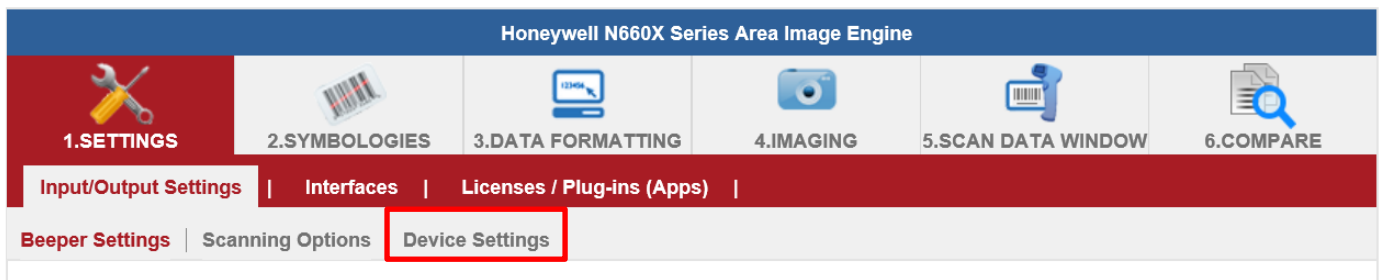 Honeywell N660X Series Area Image Engine
1.SETTINGS 2.SYMBOLOGIES 3.DATA FORMATTING 4.IMAGING 5.SCAN DATA WINDOW 6.COMPARE
Input/Output Settings | Interfaces | Licenses / Plug-ins (Apps) |
Beeper Settings | Scanning Options Device Settings